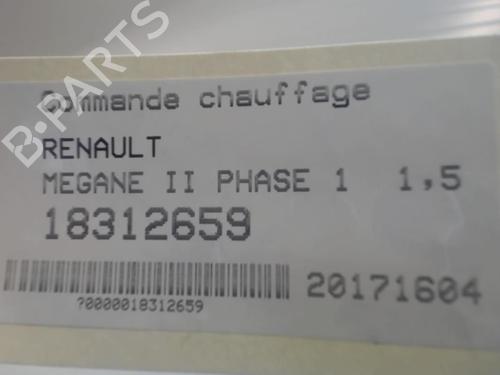 B-PARTS
Commande chauffage
RENAULT
MEGANE II PHASE 1 1,5
18312659
20171604
?0000018312659